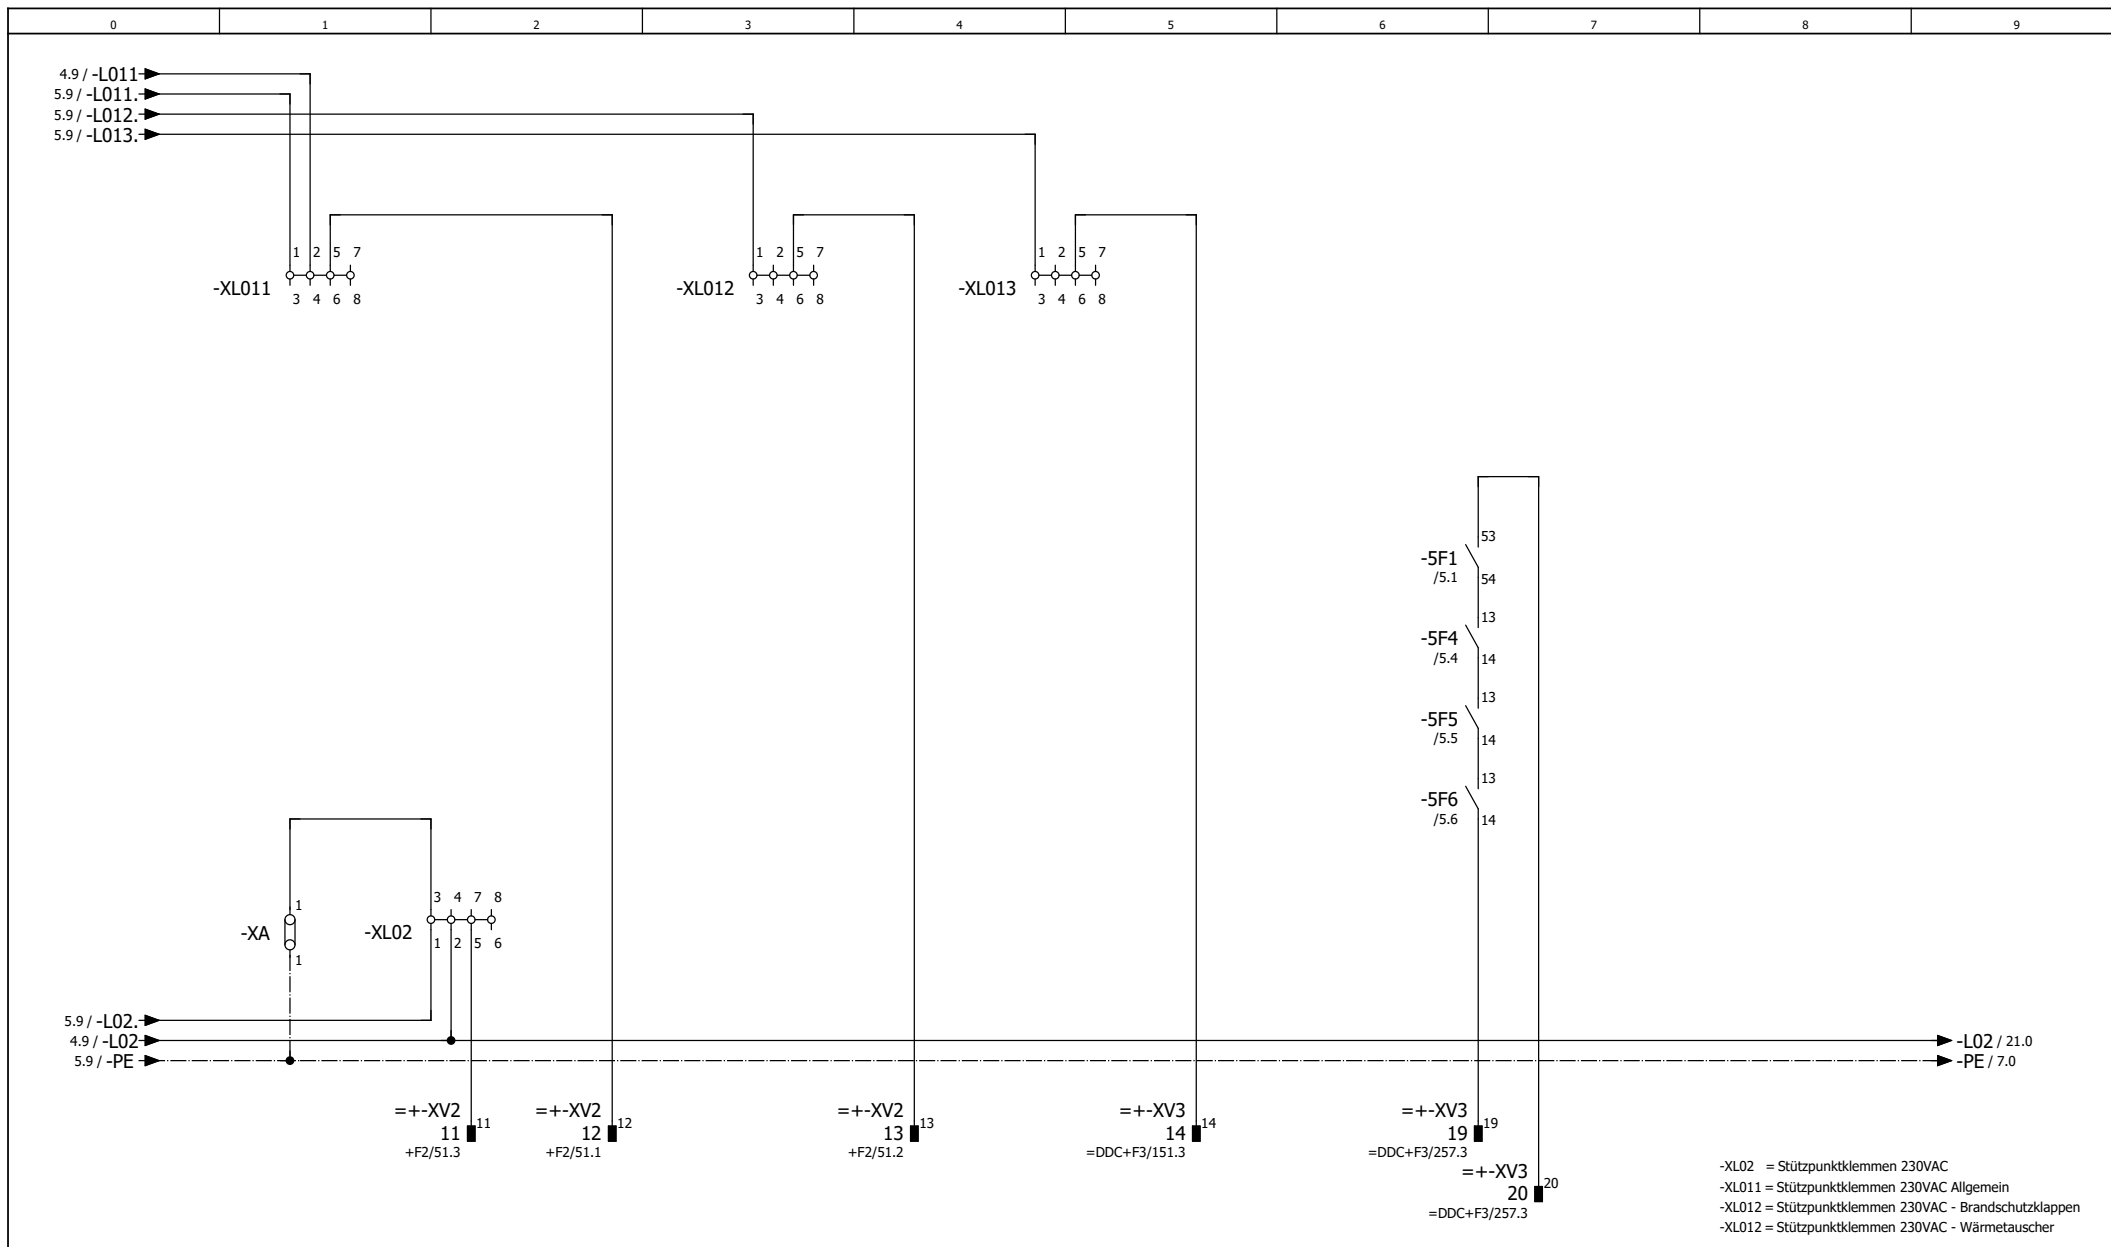 0 1 2 3 4 5 6 7 8 9
4.9 / -L011
5.9 / -L011.
5.9 / -L012.
5.9 / -L013.
1 2 5 7
-XL011
3 4 6 8
1 2 5 7
-XL012
3 4 6 8
1 2 5 7
-XL013
3 4 6 8
53
-5F1
/5.1
54
13
-5F4
/5.4
14
13
-5F5
/5.5
14
13
-5F6
/5.6
14
1
-XA
1
3 4 7 8
-XL02
1 2 5 6
5.9 / -L02.
4.9 / -L02
5.9 / -PE
-L02 / 21.0
-PE / 7.0
=+-XV2
11 11
+F2/51.3
=+-XV2
12 12
+F2/51.1
=+-XV2
13 13
+F2/51.2
=+-XV3
14 14
=DDC+F3/151.3
=+-XV3
19 19
=DDC+F3/257.3
=+-XV3
20 20
=DDC+F3/257.3
-XL02 = Stützpunktklemmen 230VAC
-XL011 = Stützpunktklemmen 230VAC Allgemein
-XL012 = Stützpunktklemmen 230VAC - Brandschutzklappen
-XL012 = Stützpunktklemmen 230VAC - Wärmetauscher